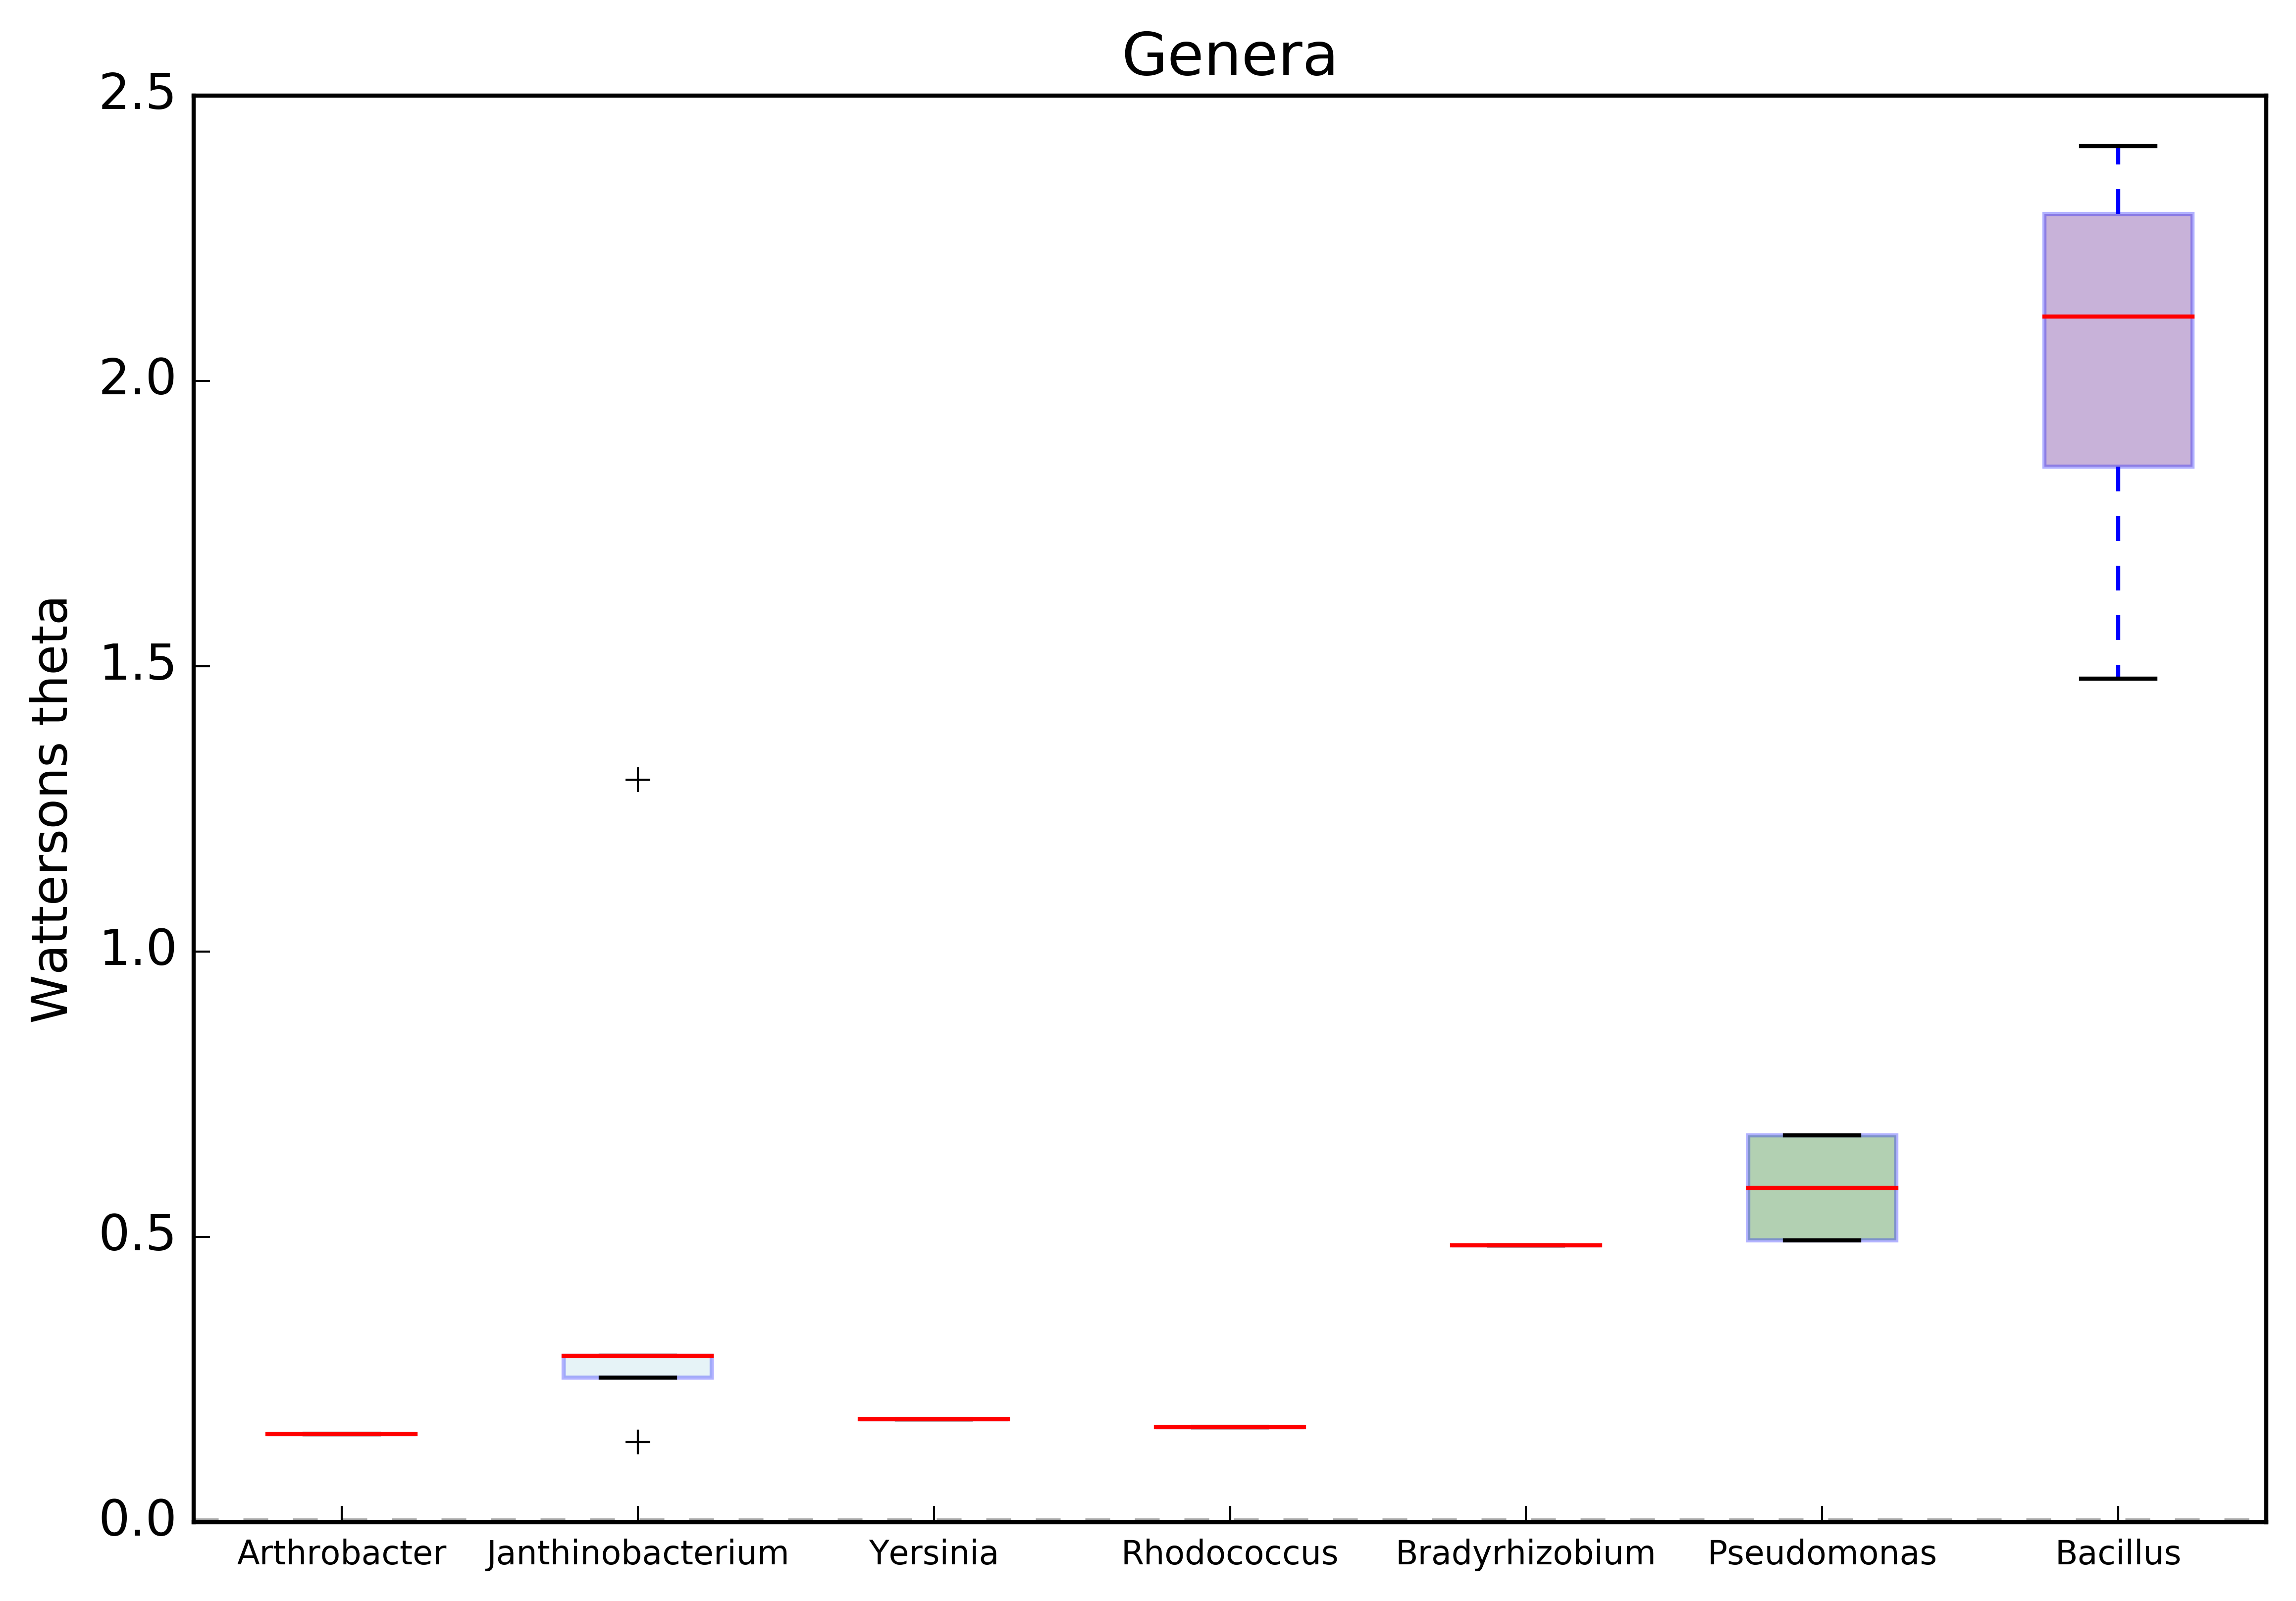 Genera
Wattersons theta
2.5
2.0
1.5
1.0
0.5
0.0
Arthrobacter Janthinobacterium Yersinia Rhodococcus Bradyrhizobium Pseudomonas Bacillus